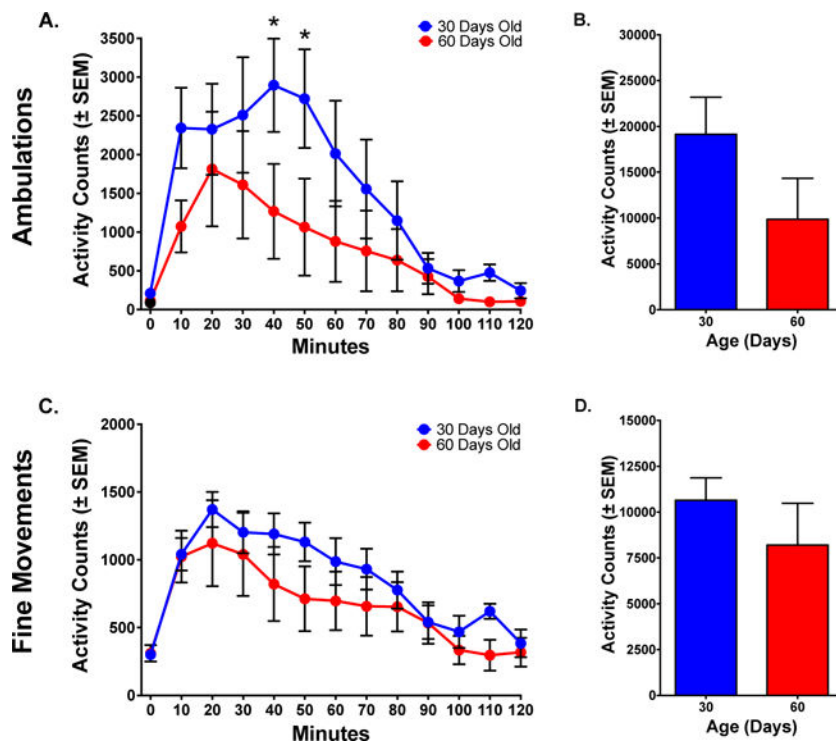 A.
* *
30 Days Old
60 Days Old
Ambulations
Activity Counts (± SEM)
3500
3000
2500
2000
1500
1000
500
0
0 10 20 30 40 50 60 70 80 90 100 110 120
Minutes
B.
Activity Counts (± SEM)
30000
25000
20000
15000
10000
5000
0
30 60
Age (Days)
C.
30 Days Old
60 Days Old
Fine Movements
Activity Counts (± SEM)
2000
1500
1000
500
0
0 10 20 30 40 50 60 70 80 90 100 110 120
Minutes
D.
Activity Counts (± SEM)
15000
12500
10000
7500
5000
2500
0
30 60
Age (Days)